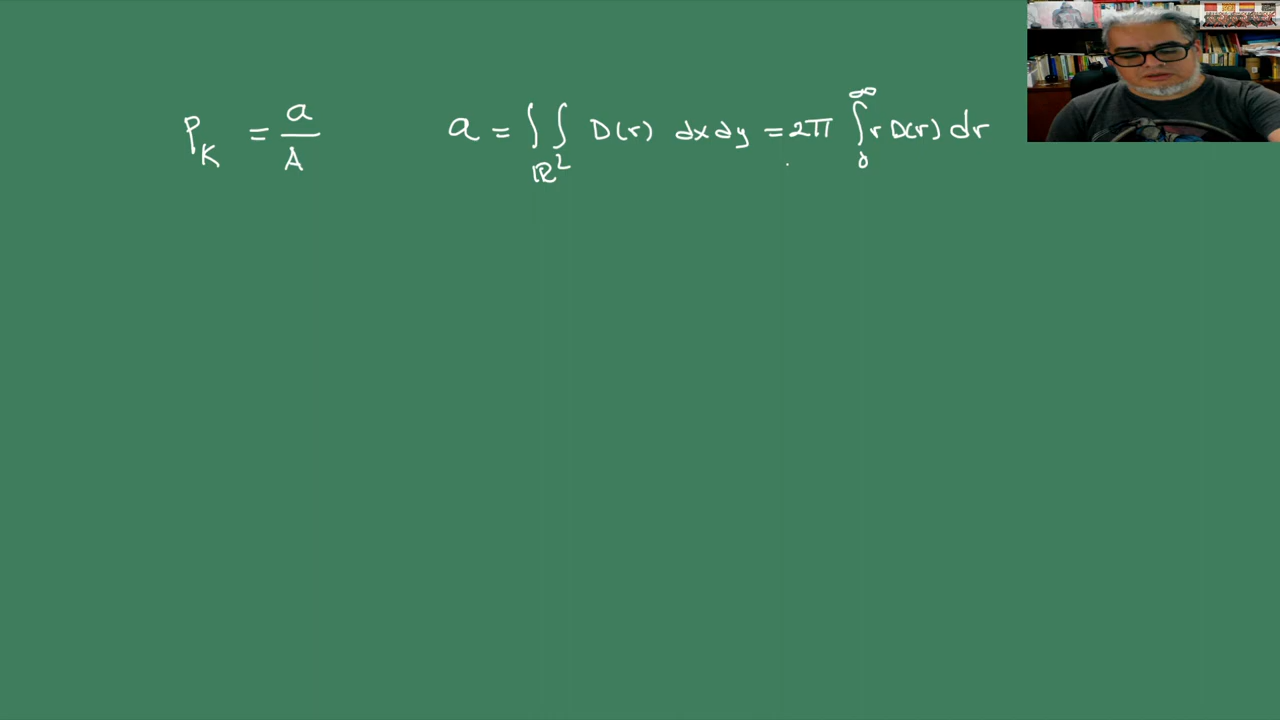 P_K = a/A    a = ∫∫_{ℝ²} D(r) dx dy = 2π ∫_0^∞ r D(r) dr